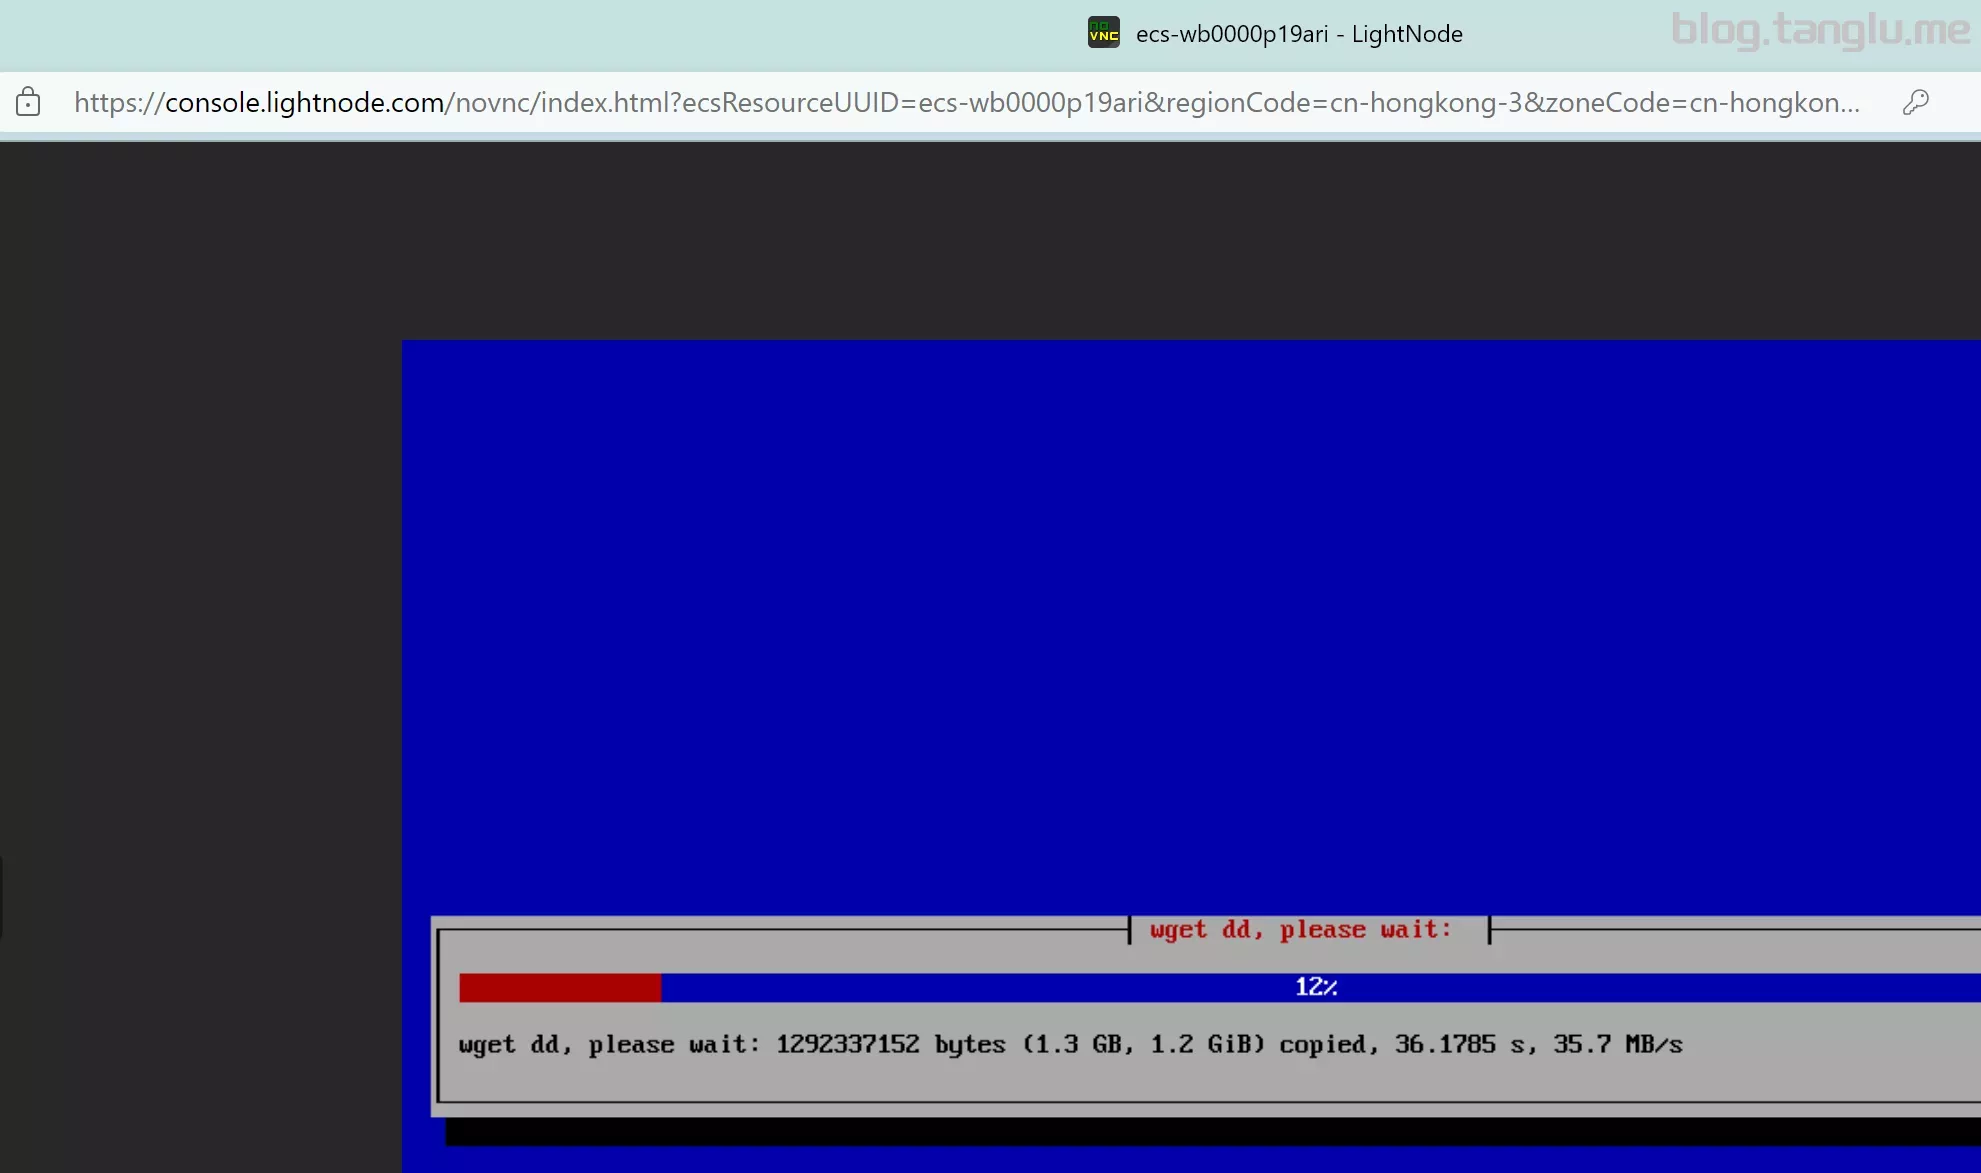 no
VNC
ecs-wb0000p19ari - LightNode
blog.tanglu.me
https://console.lightnode.com/novnc/index.html?ecsResourceUUID=ecs-wb0000p19ari&regionCode=cn-hongkong-3&zoneCode=cn-hongkon...
wget dd, please wait:
12%
wget dd, please wait: 1292337152 bytes (1.3 GB, 1.2 GiB) copied, 36.1785 s, 35.7 MB/s